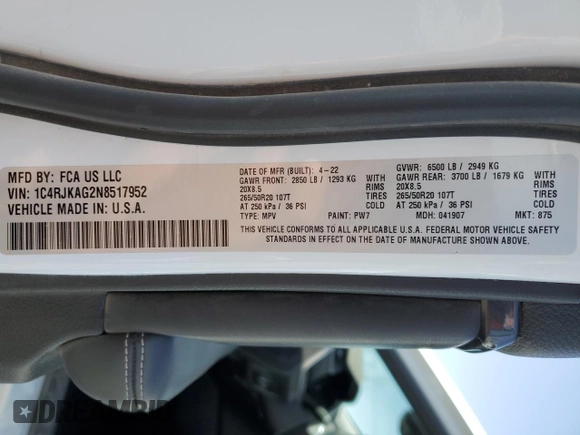 MFD BY: FCA US LLC
VIN: 1C4RJKAG2N8517952
VEHICLE MADE IN: U.S.A.
DATE OF MFR (BUILT): 4-22
GAWR FRONT: 2850 LB / 1293 KG WITH
20X8.5 TIRES
265/50R20 107T RIMS AT
AT 250 kPa / 36 PSI COLD
TYPE: MPV PAINT: PW7
GVWR: 6500 LB / 2949 KG
GAWR REAR: 3700 LB / 1679 KG WITH
20X8.5 TIRES
265/50R20 107T RIMS AT
AT 250 kPa / 36 PSI COLD
MDH: 041907 MKT: 875
THIS VEHICLE CONFORMS TO ALL APPLICABLE U.S.A. FEDERAL MOTOR VEHICLE SAFETY
STANDARDS IN EFFECT ON THE DATE OF MANUFACTURE SHOWN ABOVE